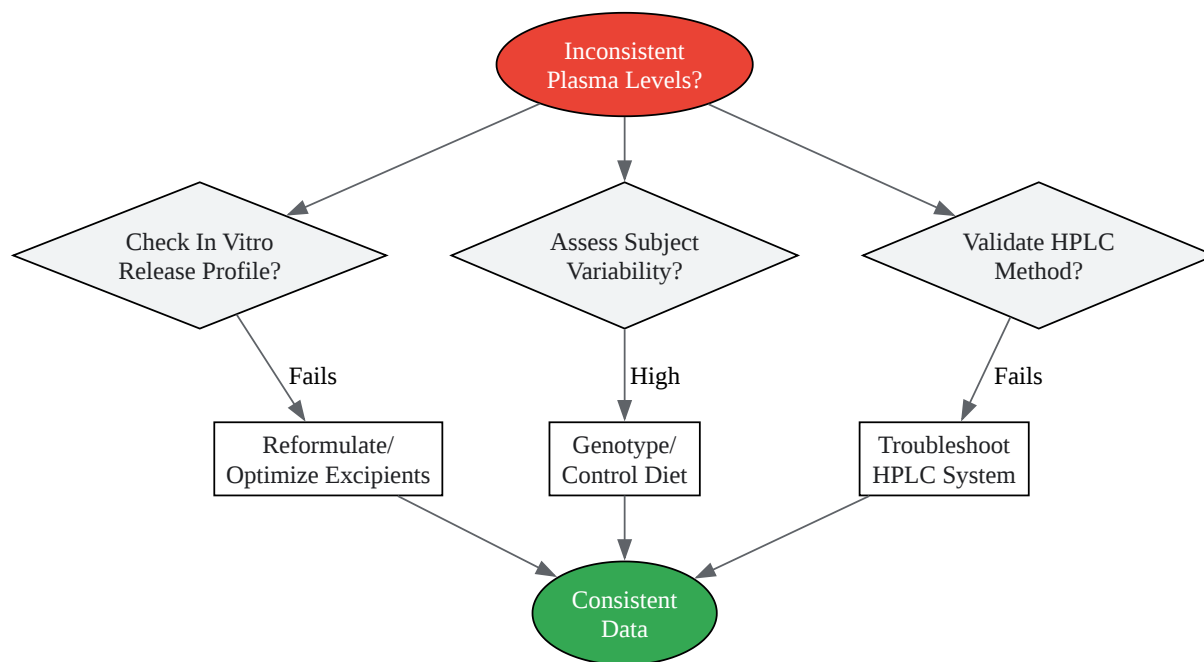 Inconsistent
Plasma Levels?
Check In Vitro
Release Profile?
Assess Subject
Variability?
Validate HPLC
Method?
Fails
High
Fails
Reformulate/
Optimize Excipients
Genotype/
Control Diet
Troubleshoot
HPLC System
Consistent
Data